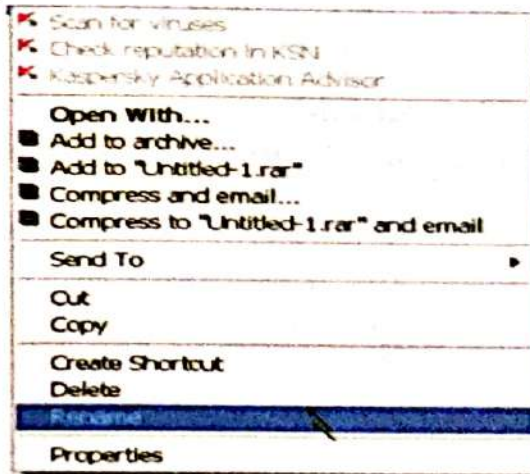 Scan for viruses
Check reputation in KSN
Kaspersky Application Advisor
Open With...
Add to archive...
Add to "Untitled-1.rar"
Compress and email...
Compress to "Untitled-1.rar" and email
Send To
Cut
Copy
Create Shortcut
Delete
Rename
Properties